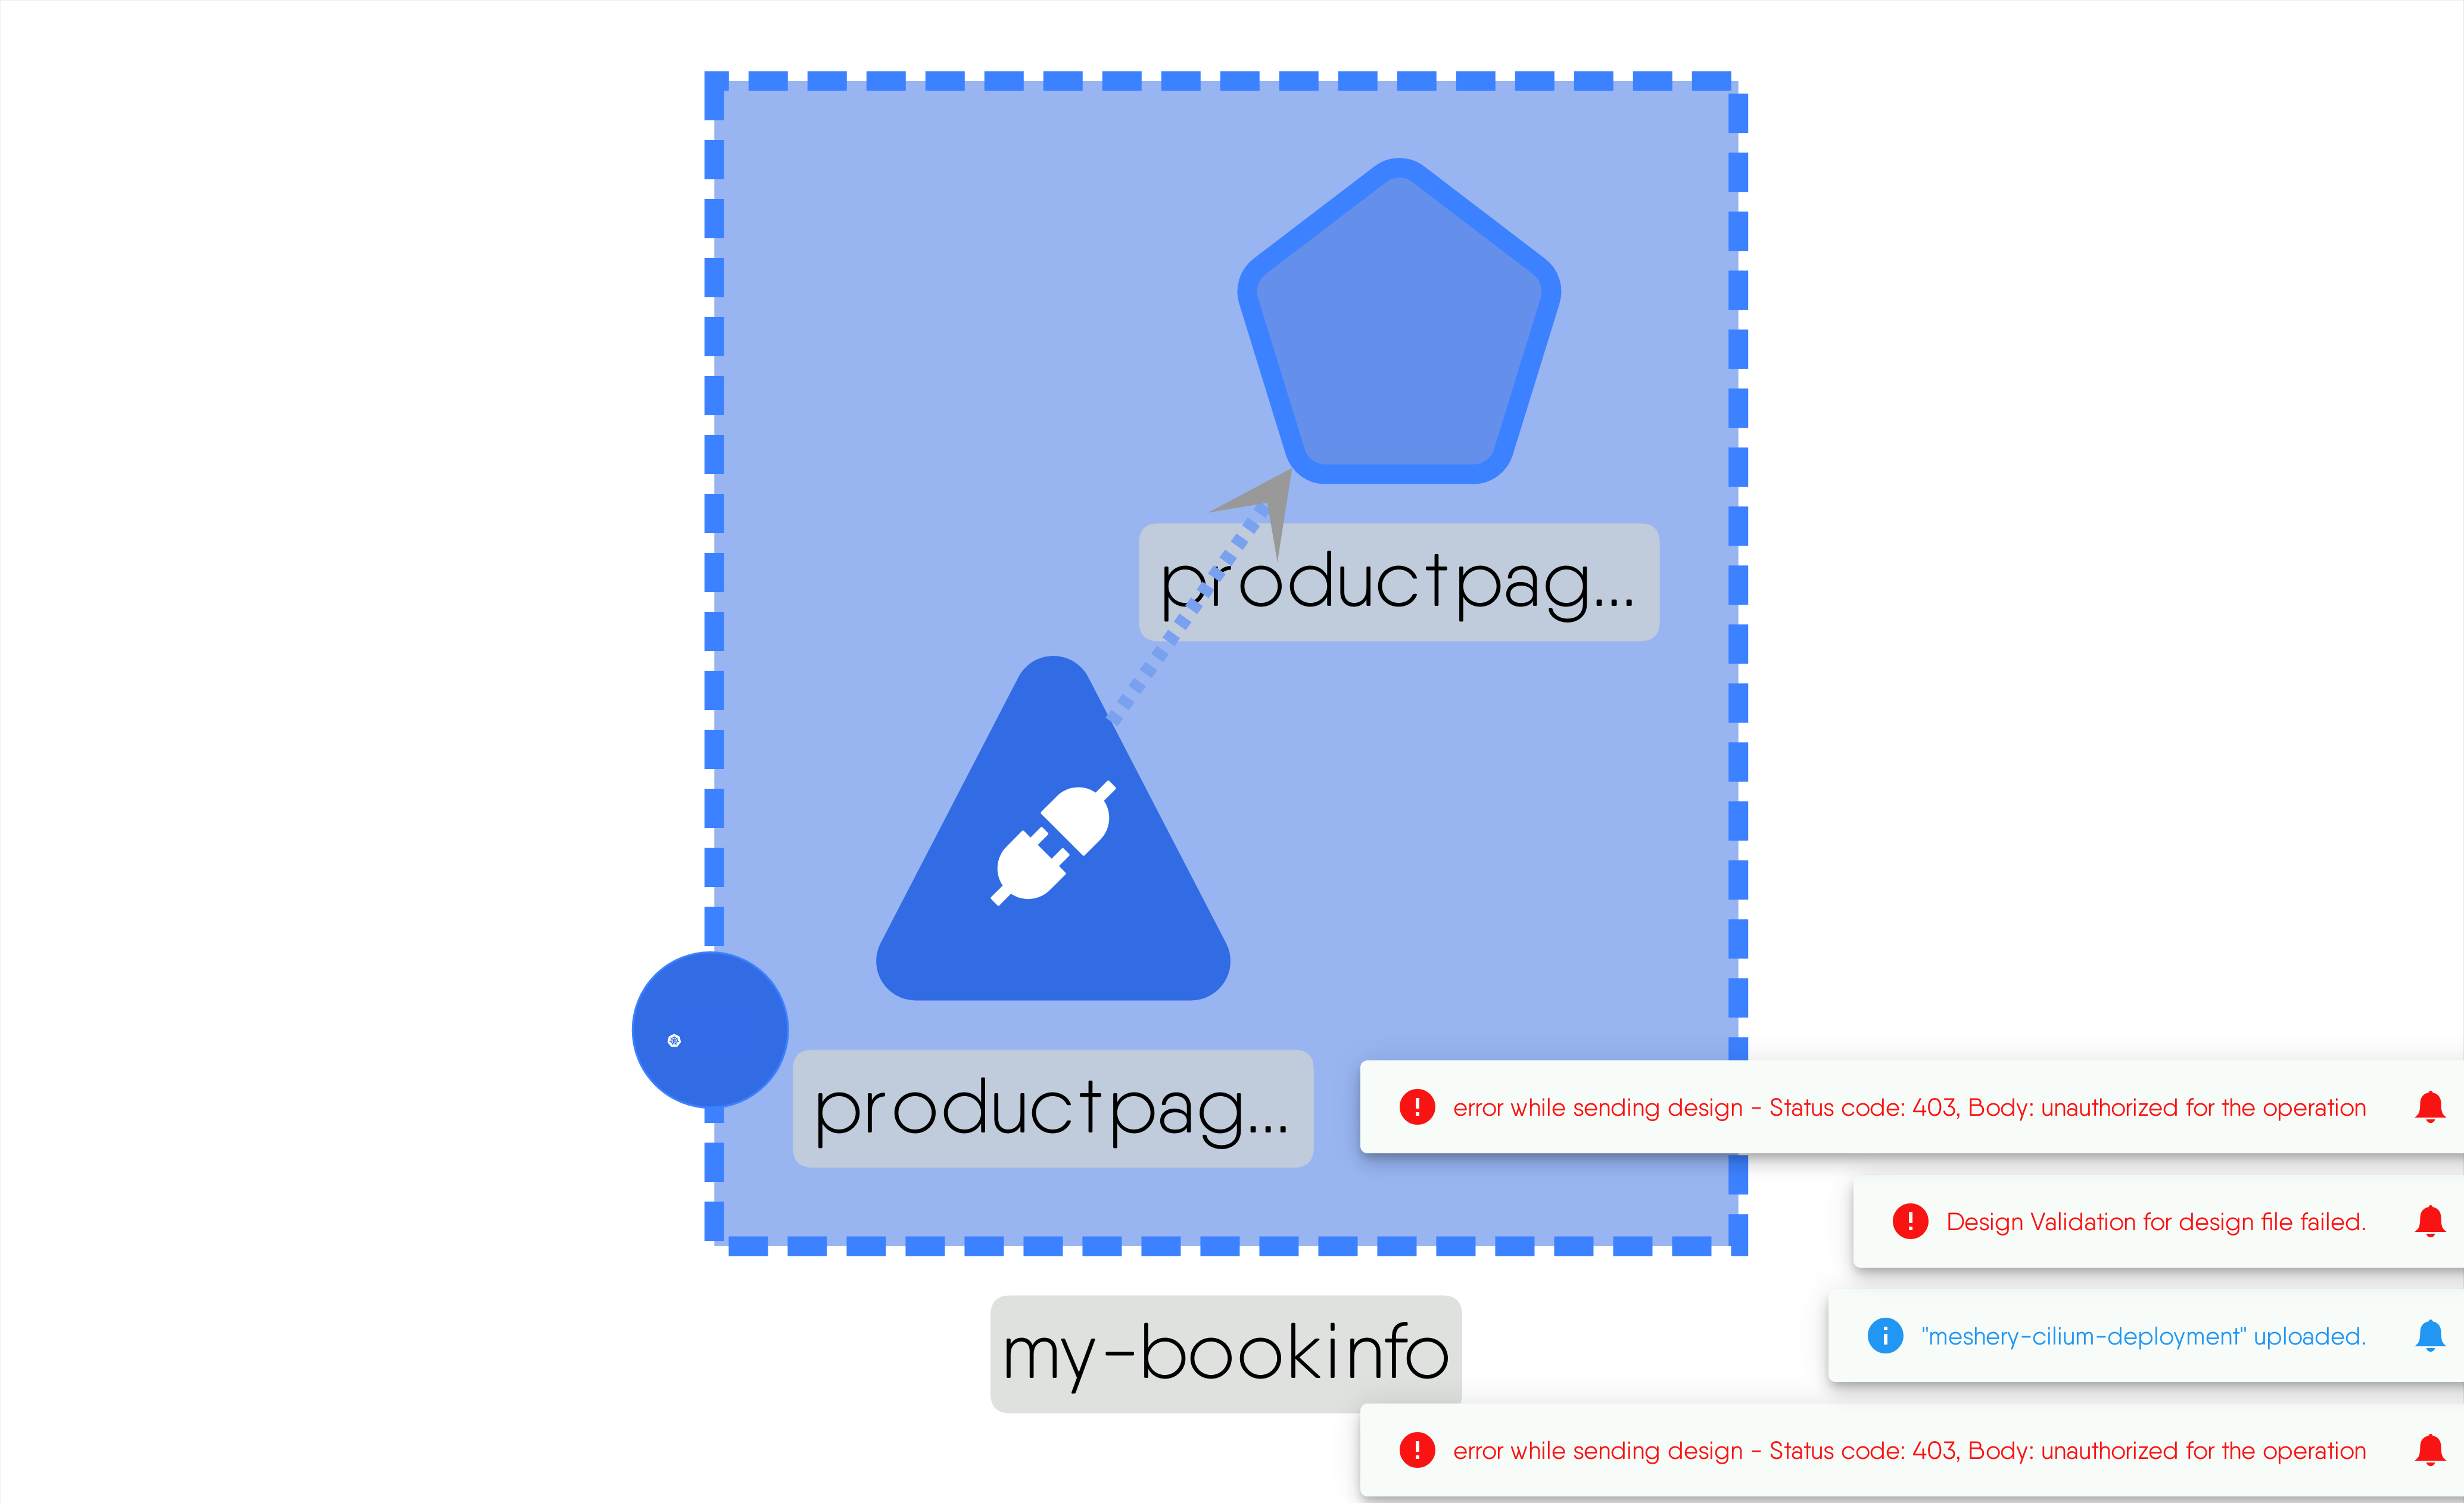 productpag...
productpag...
error while sending design - Status code: 403, Body: unauthorized for the operation
Design Validation for design file failed.
"meshery-cilium-deployment" uploaded.
my-bookinfo
error while sending design - Status code: 403, Body: unauthorized for the operation